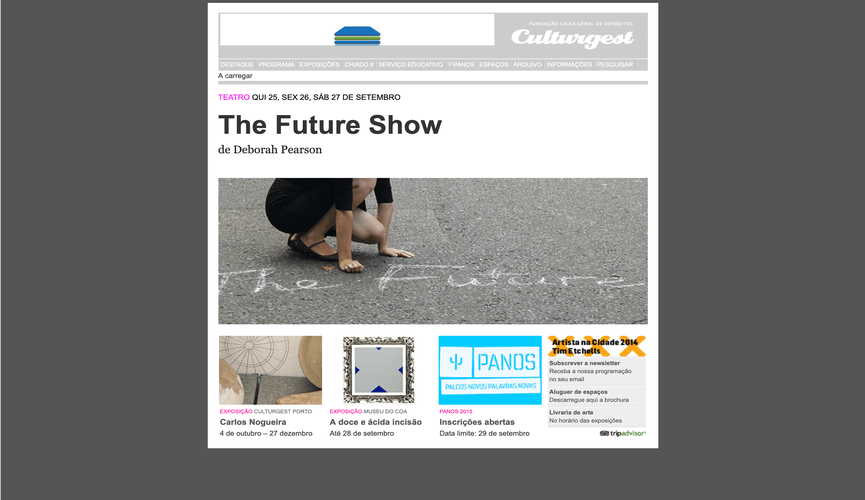 FUNDAÇÃO CAIXA GERAL DE DEPÓSITOS
Culturgest
DESTAQUE PROGRAMA EXPOSIÇÕES CHIADO 8 SERVIÇO EDUCATIVO PANOS ESPAÇOS ARQUIVO INFORMAÇÕES PESQUISAR
A carregar
TEATRO QUI 25, SEX 26, SÁB 27 DE SETEMBRO
The Future Show
de Deborah Pearson
The Future
PANOS
PALCOS NOVOS PALAVRAS NOVAS
Artista na Cidade 2014
Tim Etchells
Subscrever a newsletter
Receba a nossa programação
no seu email
Aluguer de espaços
Descarregue aqui a brochura
Livraria de arte
No horário das exposições
tripadvisor
EXPOSIÇÃO CULTURGEST PORTO
Carlos Nogueira
4 de outubro – 27 dezembro
EXPOSIÇÃO MUSEU DO COA
A doce e ácida incisão
Até 28 de setembro
PANOS 2015
Inscrições abertas
Data limite: 29 de setembro